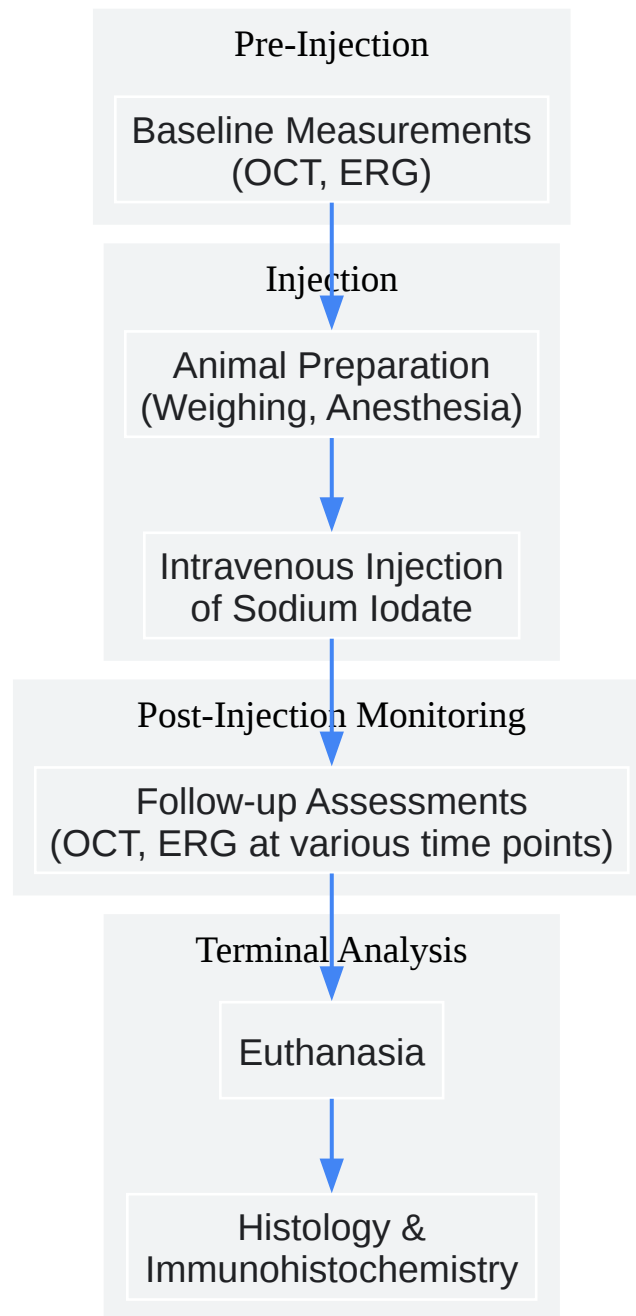 Pre-Injection
Baseline Measurements
(OCT, ERG)
Injection
Animal Preparation
(Weighing, Anesthesia)
Intravenous Injection
of Sodium Iodate
Post-Injection Monitoring
Follow-up Assessments
(OCT, ERG at various time points)
Terminal Analysis
Euthanasia
Histology &
Immunohistochemistry